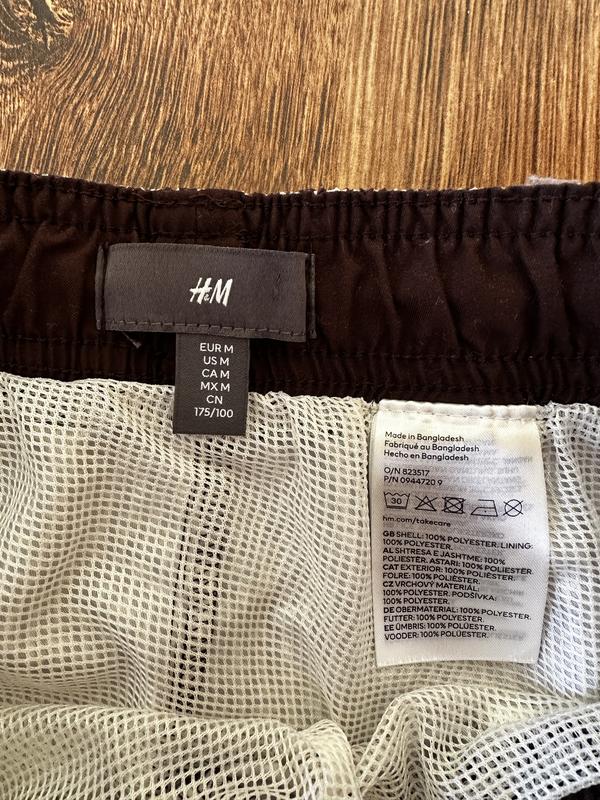 H&M
EUR M
US M
CA M
MX M
CN
175/100
Made in Bangladesh
Fabriqué au Bangladesh
Hecho en Bangladesh
O/N 823517
P/N 0944720 9
30
hm.com/takecare
GB SHELL: 100% POLYESTER. LINING:
100% POLYESTER.
AL SHTRESA E JASHTME: 100%
POLIESTËR. ASTARI: 100% POLIESTËR.
CAT EXTERIOR: 100% POLIÈSTER.
FOLRE: 100% POLIÈSTER.
CZ VRCHOVÝ MATERIÁL:
100% POLYESTER. PODŠÍVKA:
100% POLYESTER.
DE OBERMATERIAL: 100% POLYESTER.
FUTTER: 100% POLYESTER.
EE ÜMBRIS: 100% POLÜESTER.
VOODER: 100% POLÜESTER.